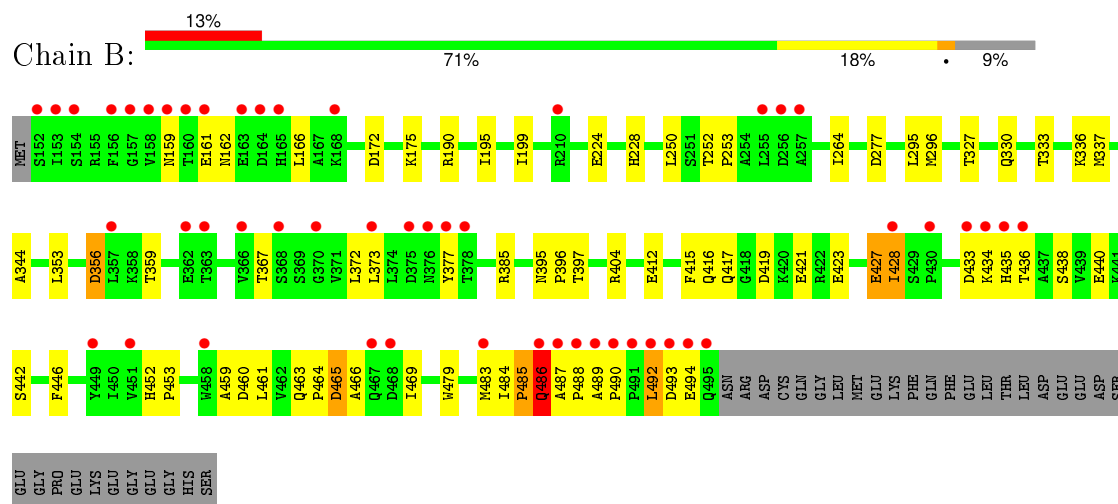 13%
Chain B:
71% 18% • 9%
MET S152 I153 S154 R155 F156 G157 V158 N159 T160 E161 N162 E163 D164 H165 L166 A167 K168 D172 K175 R190 I195 I199 R210 E224 H228 L250 S251 T252 P253 A254 L255 D256 A257 I264 D277 L295 M296 T327 Q330 T333 K336 M337
A344 L353 D356 L357 K358 T359 E362 T363 V366 T367 S368 S369 G370 V371 L372 L373 L374 D375 N376 Y377 T378 R385 N395 P396 T397 R404 E412 F415 Q416 Q417 G418 D419 K420 E421 R422 E423 E427 I428 S429 P430 D433 K434 H435 T436 A437 S438 V439 E440 K441
S442 F446 Y449 I450 V451 H452 P453 W458 A459 D460 L461 V462 Q463 P464 D465 A466 Q467 D468 I469 W479 M483 I484 P485 Q486 A487 P488 A489 P490 P491 L492 D493 E494 Q495 ASN ARG ASP CYS GLN GLY LEU MET GLU LYS PHE GLN PHE GLU LEU THR LEU ASP GLU GLU ASP SER
GLU GLY PRO GLU LYS GLU GLY GLU GLY HIS SER